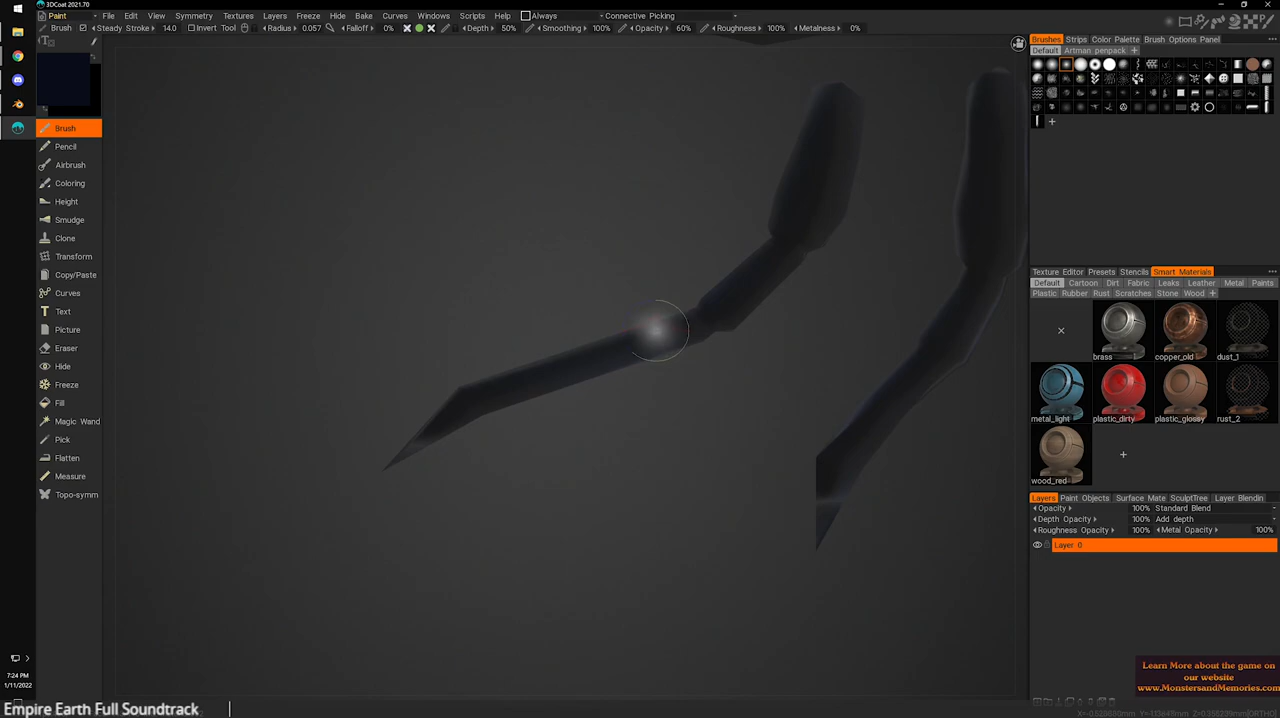 3DCoat 2021.70
Paint File Edit View Symmetry Textures Layers Freeze Hide Bake Curves Windows Scripts Help Always Connective Picking
Brush Steady Stroke 14.0 Invert Tool Radius 0.057 Falloff 0% Depth 50% Smoothing 100% Opacity 60% Roughness 100% Metalness 0%
Brush
Pencil
Airbrush
Coloring
Height
Smudge
Clone
Transform
Copy/Paste
Curves
Text
Picture
Eraser
Hide
Freeze
Fill
Magic Wand
Pick
Flatten
Measure
Topo-symm
Brushes Strips Color Palette Brush Options Panel
Default Artman penpack
Texture Editor Presets Stencils Smart Materials
Default Cartoon Dirt Fabric Leaks Leather Metal Paints
Plastic Rubber Rust Scratches Stone Wood
brass copper_old dust_1
metal_light plastic_dirty plastic_glossy rust_2
wood_red
Layers Paint Objects Surface Mate SculptTree Layer Blendin
Opacity 100% Standard Blend
Depth Opacity 100% Add depth
Roughness Opacity 100% Metal Opacity 100%
Layer 0
7:24 PM
1/11/2022
Learn More about the game on
our website
www.MonstersandMemories.com
Empire Earth Full Soundtrack